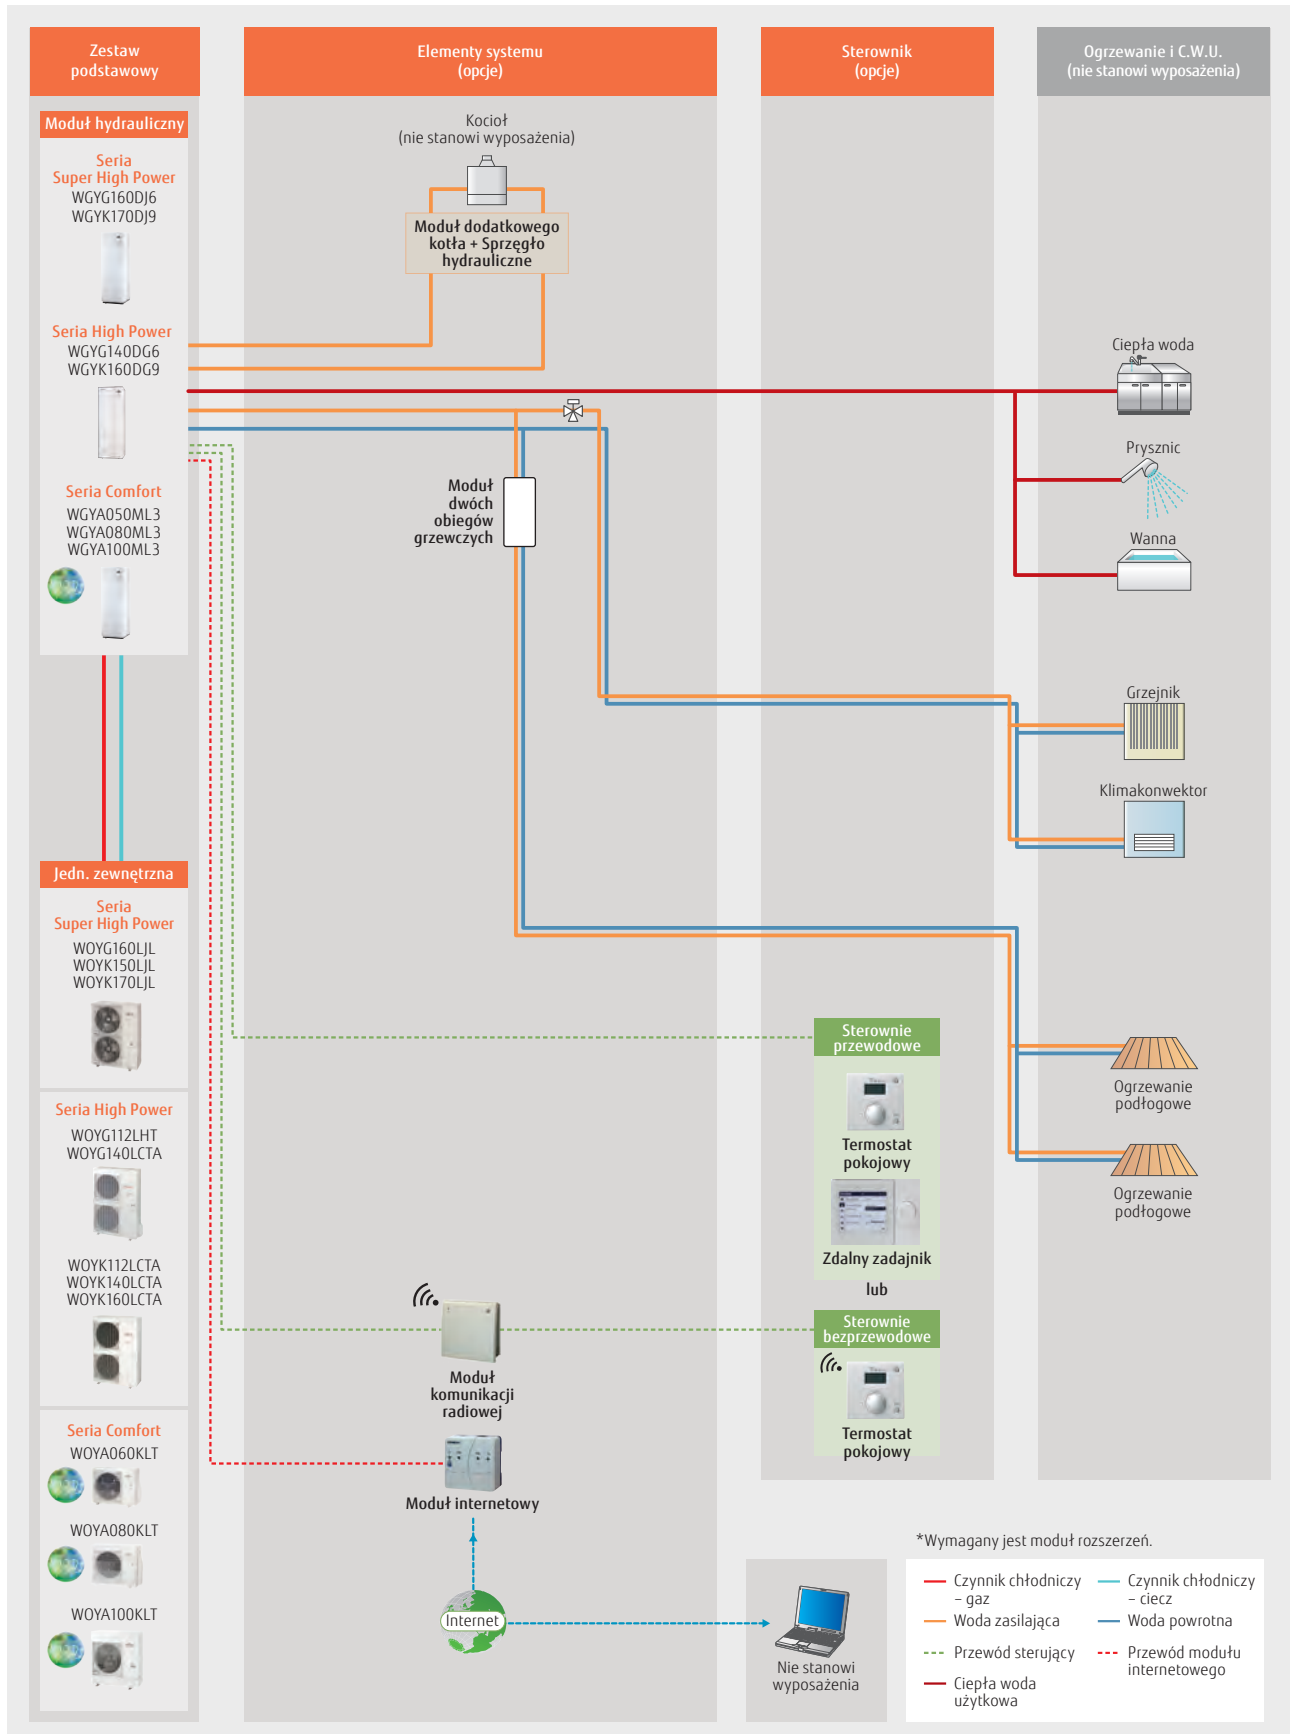 Zestaw
podstawowy
Elementy systemu
(opcje)
Sterownik
(opcje)
Ogrzewanie i C.W.U.
(nie stanowi wyposażenia)
Moduł hydrauliczny
Seria
Super High Power
WGYG160DJ6
WGYK170DJ9
Seria High Power
WGYG140DG6
WGYK160DG9
Seria Comfort
WGYA050ML3
WGYA080ML3
WGYA100ML3
Kocioł
(nie stanowi wyposażenia)
Moduł dodatkowego
kotła + Sprzęgło
hydrauliczne
Moduł
dwóch
obiegów
grzewczych
Ciepła woda
Prysznic
Wanna
Grzejnik
Klimakonwektor
Ogrzewanie
podłogowe
Ogrzewanie
podłogowe
Jedn. zewnętrzna
Seria
Super High Power
WOYG160LJL
WOYK150LJL
WOYK170LJL
Seria High Power
WOYG112LHT
WOYG140LCTA
WOYK112LCTA
WOYK140LCTA
WOYK160LCTA
Seria Comfort
WOYA060KLT
WOYA080KLT
WOYA100KLT
Sterownie
przewodowe
Termostat
pokojowy
Zdalny zadajnik
lub
Sterownie
bezprzewodowe
Termostat
pokojowy
Moduł
komunikacji
radiowej
Moduł internetowy
Internet
Nie stanowi
wyposażenia
*Wymagany jest moduł rozszerzeń.
Czynnik chłodniczy
– gaz
Czynnik chłodniczy
– ciecz
Woda zasilająca
Woda powrotna
Przewód sterujący
Przewód modułu
internetowego
Ciepła woda
użytkowa